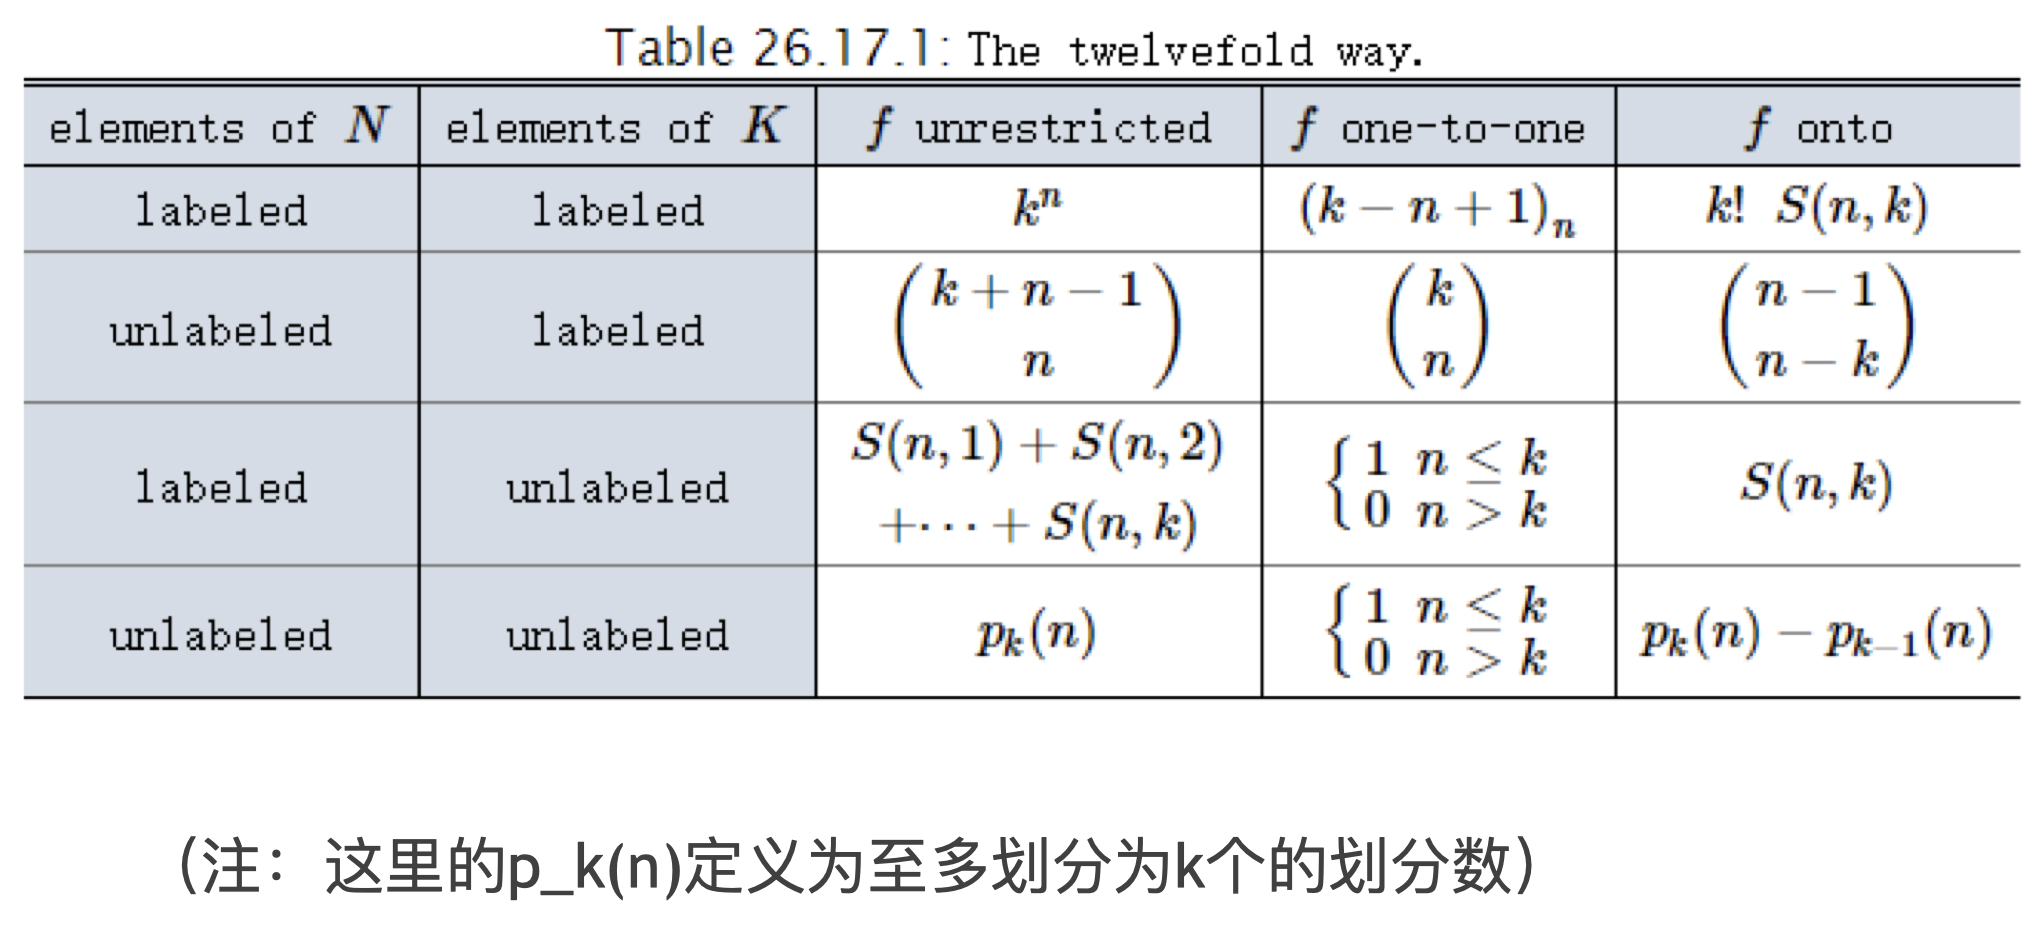 Table 26.17.1: The twelvefold way.
elements of N elements of K f unrestricted f one-to-one f onto
labeled labeled k^n (k − n + 1)_n k! S(n, k)
unlabeled labeled \binom{k + n − 1}{n} \binom{k}{n} \binom{n − 1}{n − k}
labeled unlabeled S(n, 1) + S(n, 2) + ⋯ + S(n, k) { 1 n ≤ k 0 n > k S(n, k)
unlabeled unlabeled p_k(n) { 1 n ≤ k 0 n > k p_k(n) − p_{k−1}(n)
（注：这里的p_k(n)定义为至多划分为k个的划分数）